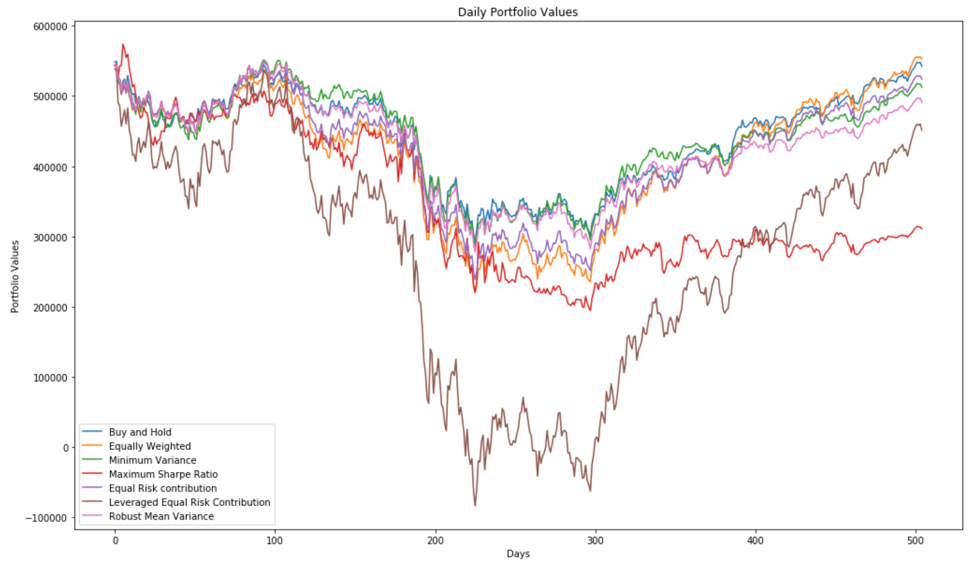 Daily Portfolio Values
600000
500000
400000
300000
200000
100000
0
−100000
Portfolio Values
Buy and Hold
Equally Weighted
Minimum Variance
Maximum Sharpe Ratio
Equal Risk contribution
Leveraged Equal Risk Contribution
Robust Mean Variance
0 100 200 300 400 500
Days